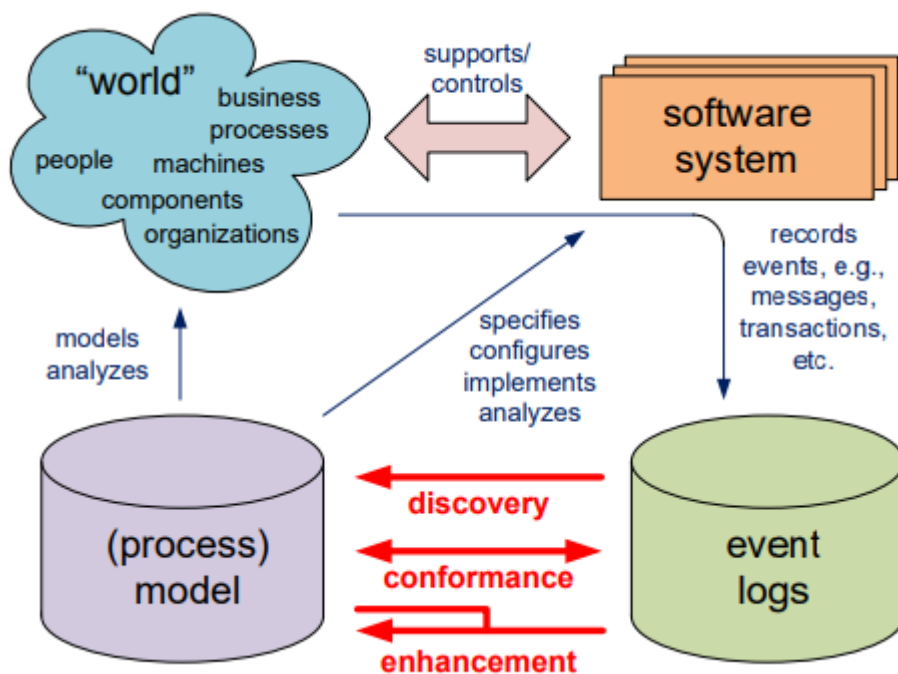 “world”
business
processes
people
machines
components
organizations
supports/
controls
software
system
records
events, e.g.,
messages,
transactions,
etc.
models
analyzes
specifies
configures
implements
analyzes
discovery
(process)
model
conformance
event
logs
enhancement